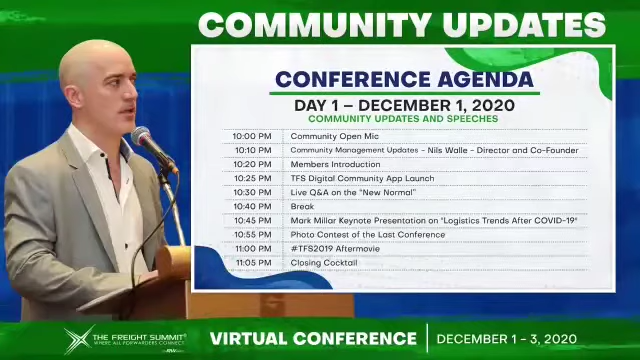 COMMUNITY UPDATES
CONFERENCE AGENDA
DAY 1 – DECEMBER 1, 2020
COMMUNITY UPDATES AND SPEECHES
10:00 PM Community Open Mic
10:10 PM Community Management Updates - Nils Walle - Director and Co-Founder
10:20 PM Members Introduction
10:25 PM TFS Digital Community App Launch
10:30 PM Live Q&A on the "New Normal"
10:40 PM Break
10:45 PM Mark Millar Keynote Presentation on "Logistics Trends After COVID-19"
10:55 PM Photo Contest of the Last Conference
11:00 PM #TFS2019 Aftermovie
11:05 PM Closing Cocktail
THE FREIGHT SUMMIT
WHERE ALL FORWARDERS CONNECT
VIRTUAL CONFERENCE
DECEMBER 1 - 3, 2020